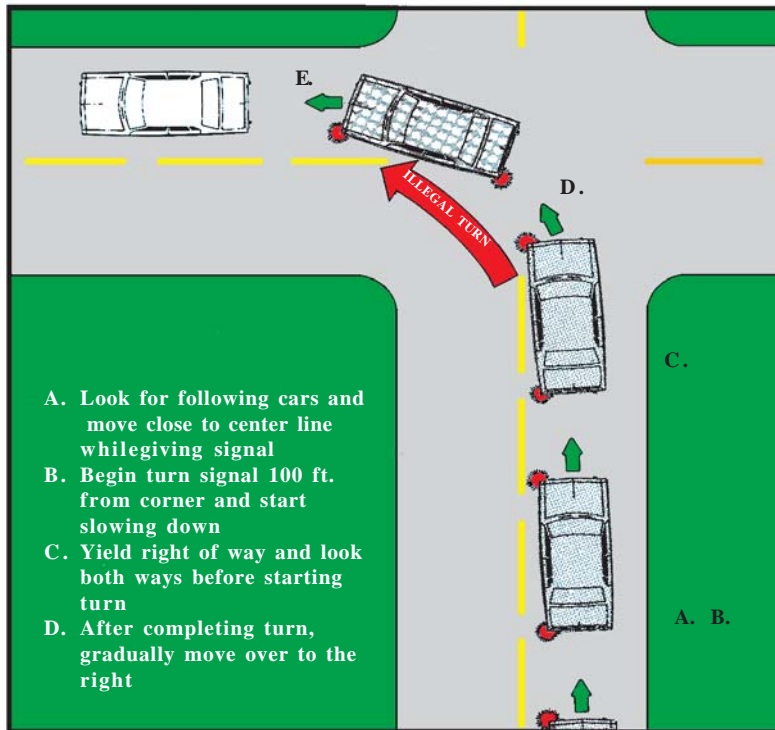 E.
ILLEGAL TURN
D.
C.
A. Look for following cars and
move close to center line
whilegiving signal
B. Begin turn signal 100 ft.
from corner and start
slowing down
C. Yield right of way and look
both ways before starting
turn
D. After completing turn,
gradually move over to the
right
A. B.